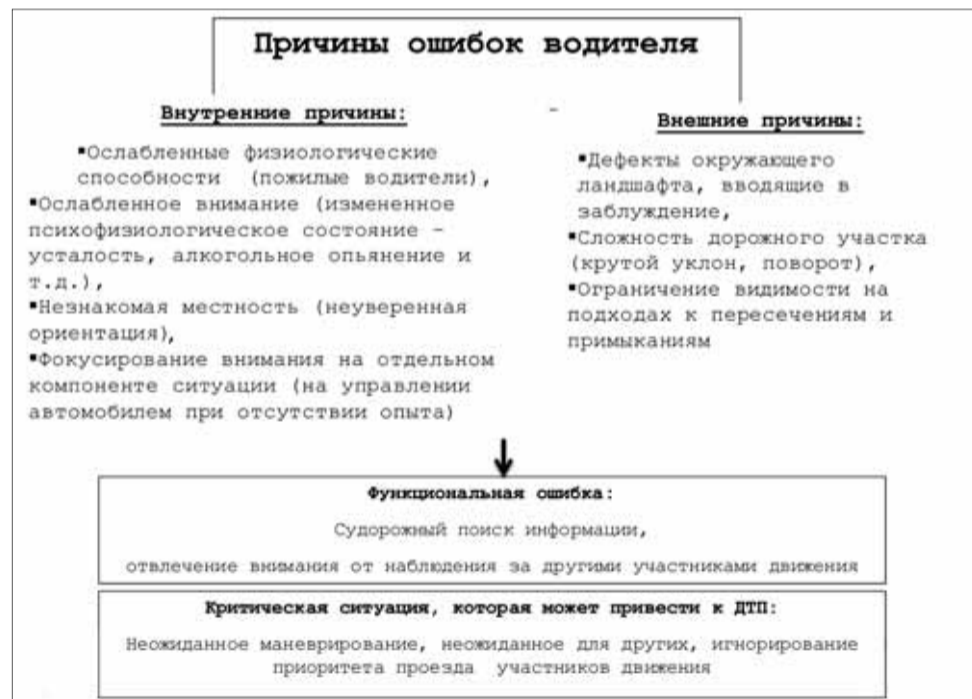 Причины ошибок водителя
Внутренние причины:
▪Ослабленные физиологические
способности (пожилые водители),
▪Ослабленное внимание (измененное
психофизиологическое состояние –
усталость, алкогольное опьянение и
т.д.),
▪Незнакомая местность (неуверенная
ориентация),
▪Фокусирование внимания на отдельном
компоненте ситуации (на управлении
автомобилем при отсутствии опыта)
Внешние причины:
▪Дефекты окружающего
ландшафта, вводящие в
заблуждение,
▪Сложность дорожного участка
(крутой уклон, поворот),
▪Ограничение видимости на
подходах к пересечениям и
примыканиям
Функциональная ошибка:
Судорожный поиск информации,
отвлечение внимания от наблюдения за другими участниками движения
Критическая ситуация, которая может привести к ДТП:
Неожиданное маневрирование, неожиданное для других, игнорирование
приоритета проезда участников движения